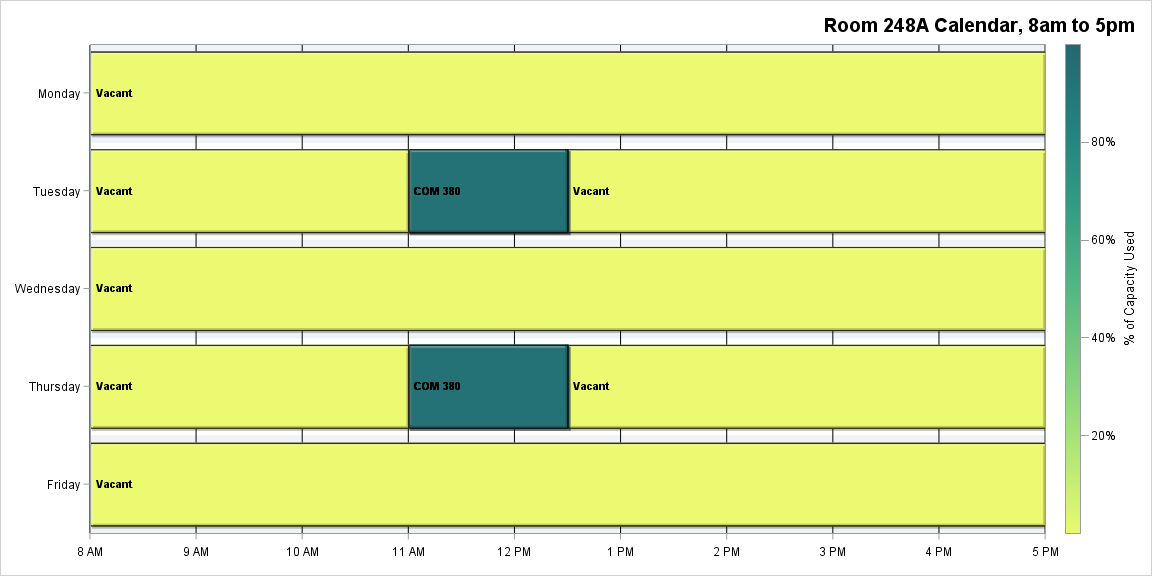 Room 248A Calendar, 8am to 5pm
Monday
Vacant
Tuesday
Vacant
COM 380
Vacant
Wednesday
Vacant
Thursday
Vacant
COM 380
Vacant
Friday
Vacant
8 AM 9 AM 10 AM 11 AM 12 PM 1 PM 2 PM 3 PM 4 PM 5 PM
80%
60%
40%
20%
% of Capacity Used